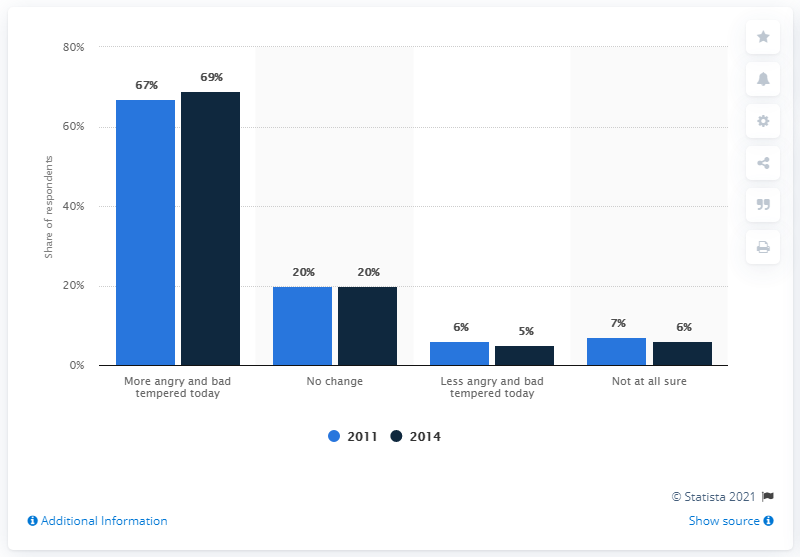 80%
60%
40%
20%
0%
Share of respondents
67%
69%
20%
20%
6%
5%
7%
6%
More angry and bad
tempered today
No change
Less angry and bad
tempered today
Not at all sure
2011
2014
© Statista 2021
Additional Information
Show source